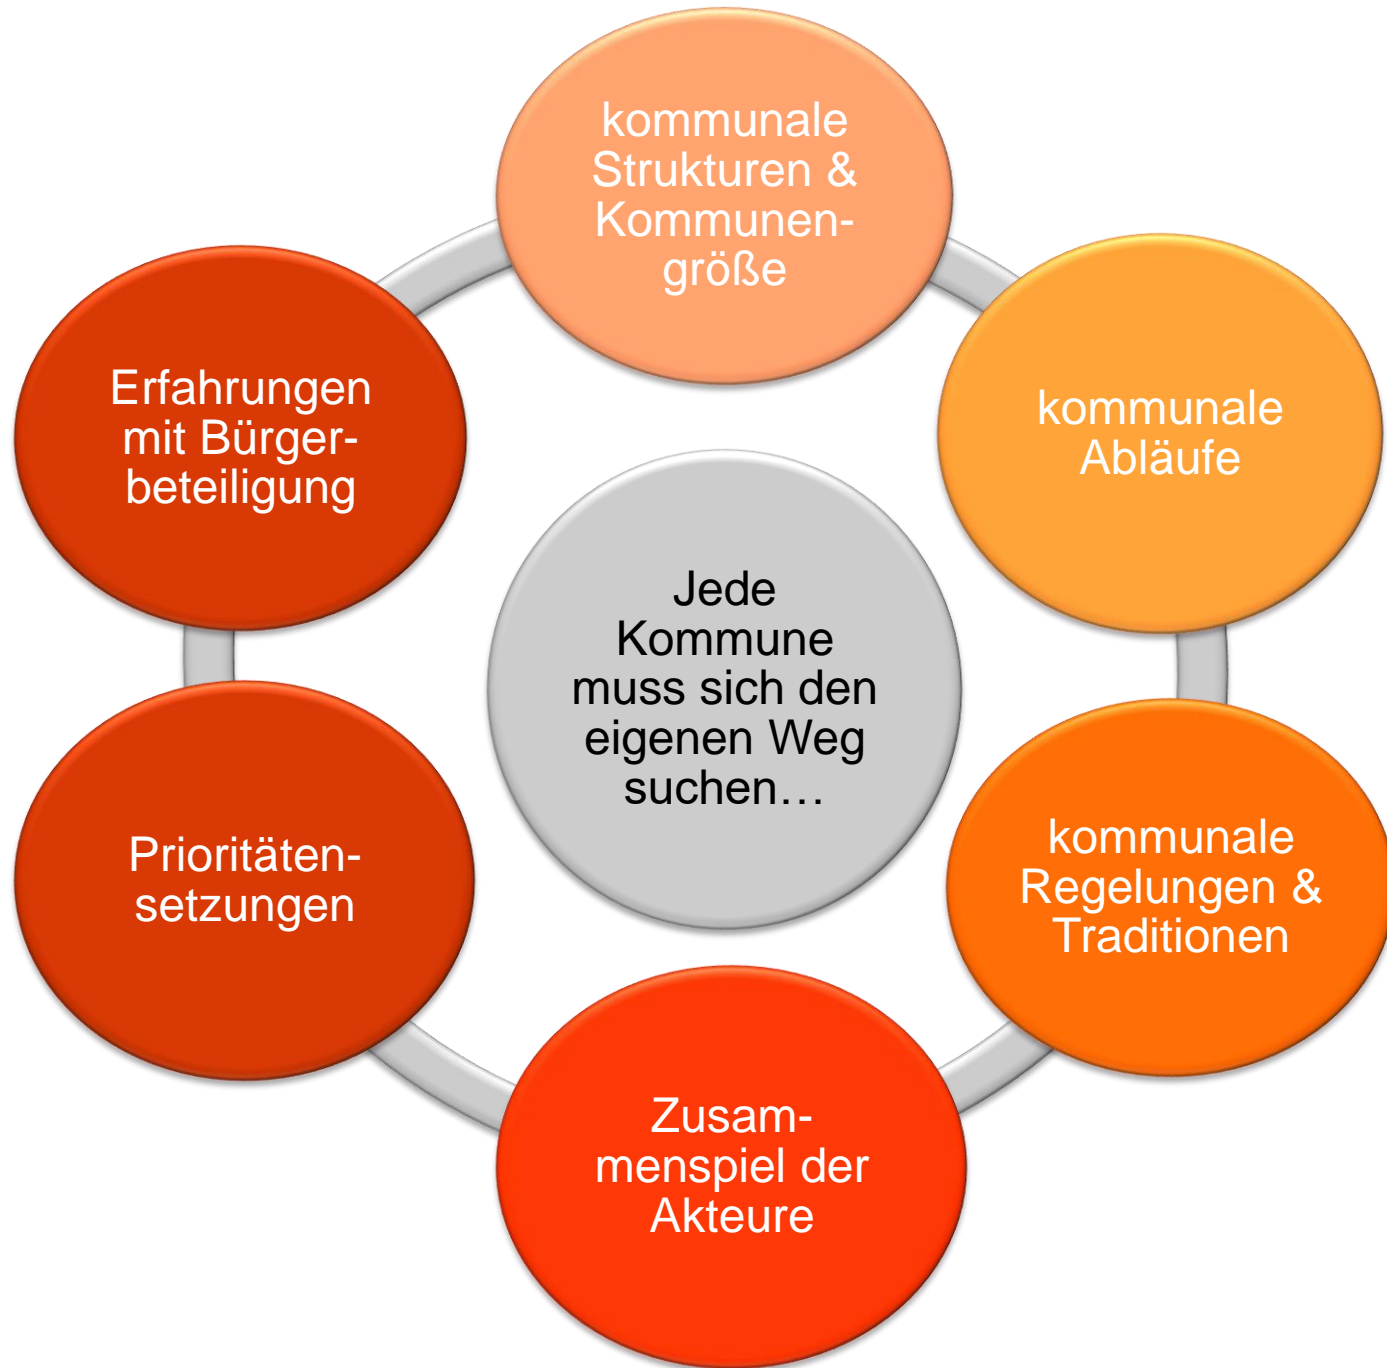 kommunale
Strukturen &
Kommunen-
größe
kommunale
Abläufe
kommunale
Regelungen &
Traditionen
Zusam-
menspiel der
Akteure
Prioritäten-
setzungen
Erfahrungen
mit Bürger-
beteiligung
Jede
Kommune
muss sich den
eigenen Weg
suchen…